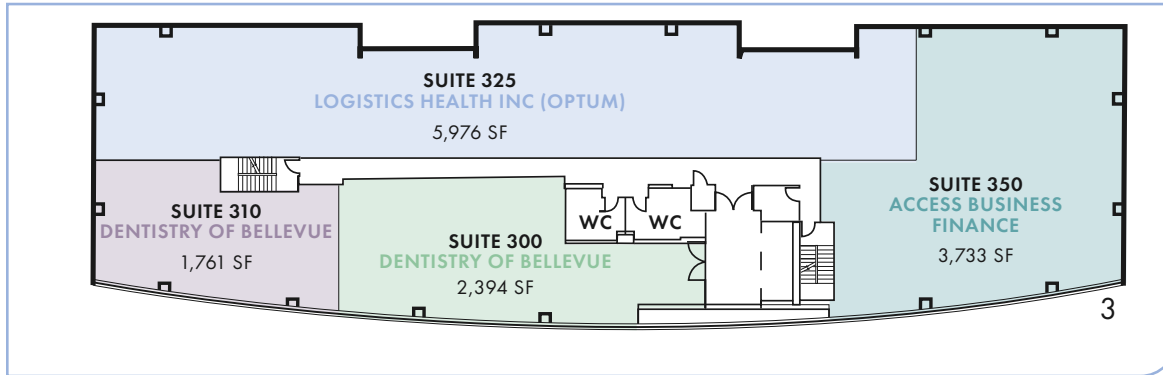 SUITE 325
LOGISTICS HEALTH INC (OPTUM)
5,976 SF
SUITE 310
DENTISTRY OF BELLEVUE
1,761 SF
SUITE 300
DENTISTRY OF BELLEVUE
2,394 SF
WC
WC
SUITE 350
ACCESS BUSINESS
FINANCE
3,733 SF
3